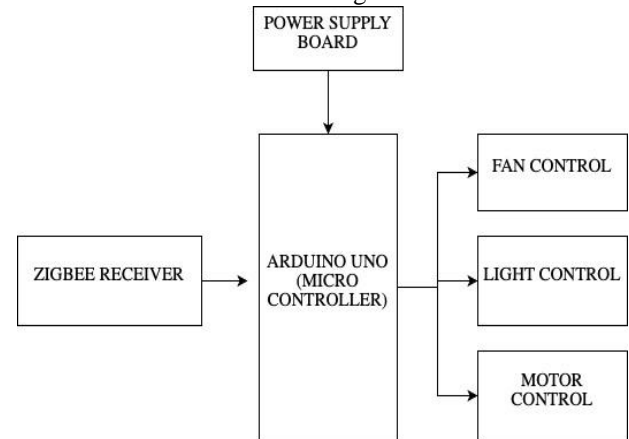 POWER SUPPLY
BOARD
FAN CONTROL
ZIGBEE RECEIVER
ARDUINO UNO
(MICRO
CONTROLLER)
LIGHT CONTROL
MOTOR
CONTROL